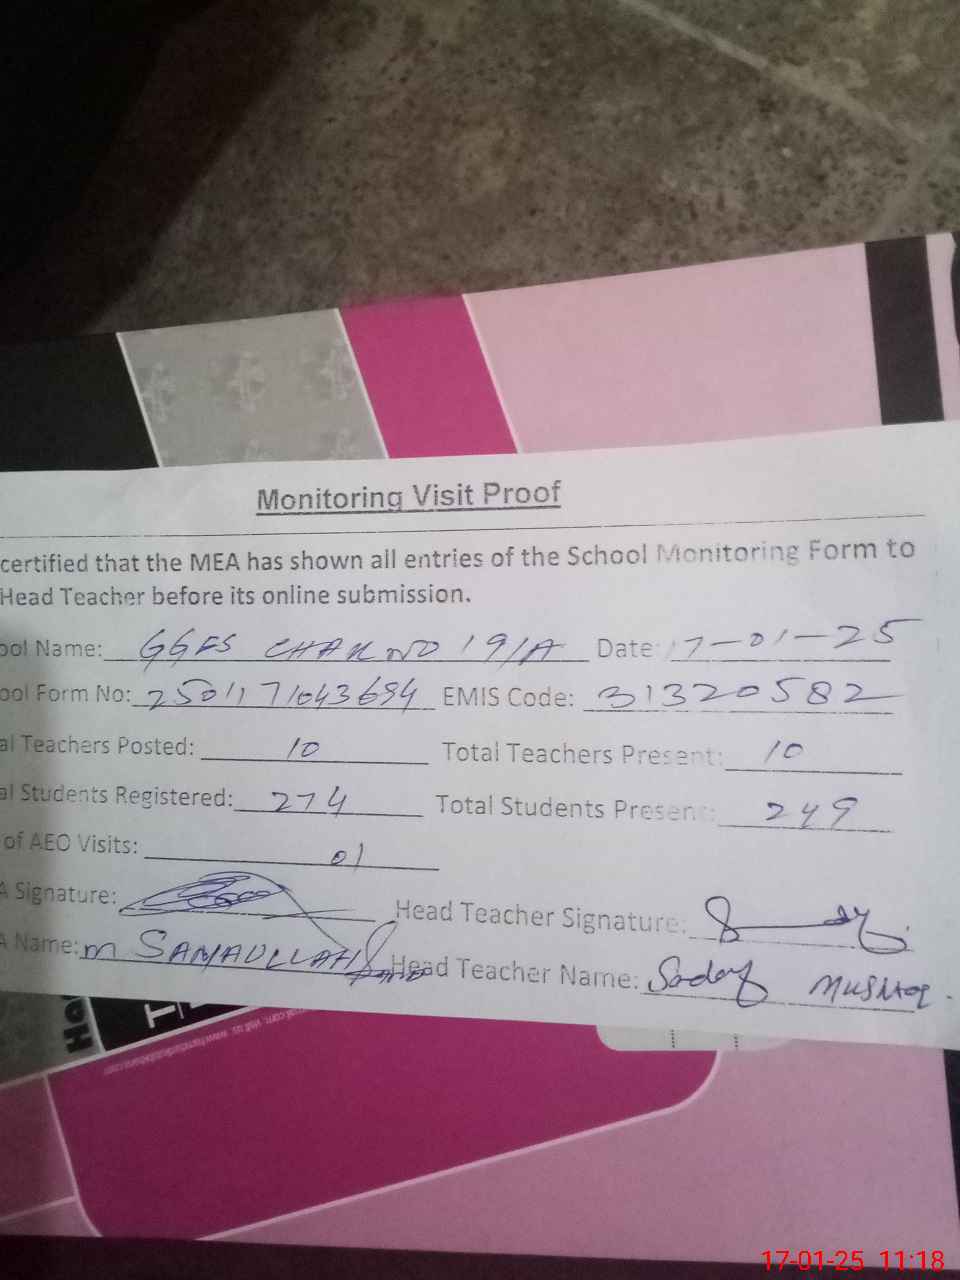 Monitoring Visit Proof
certified that the MEA has shown all entries of the School Monitoring Form to
Head Teacher before its online submission.
ool Name: GGES CHAK NO 19/A Date: 17-01-25
ool Form No: EMIS Code: 31320582
al Teachers Posted: 10 Total Teachers Present: 10
al Students Registered: 274 Total Students Present: 249
of AEO Visits: 01
A Signature: Head Teacher Signature:
A Name: M SANAULLAH Head Teacher Name: Sadaf Mushtaq.
17-01-25 11:18